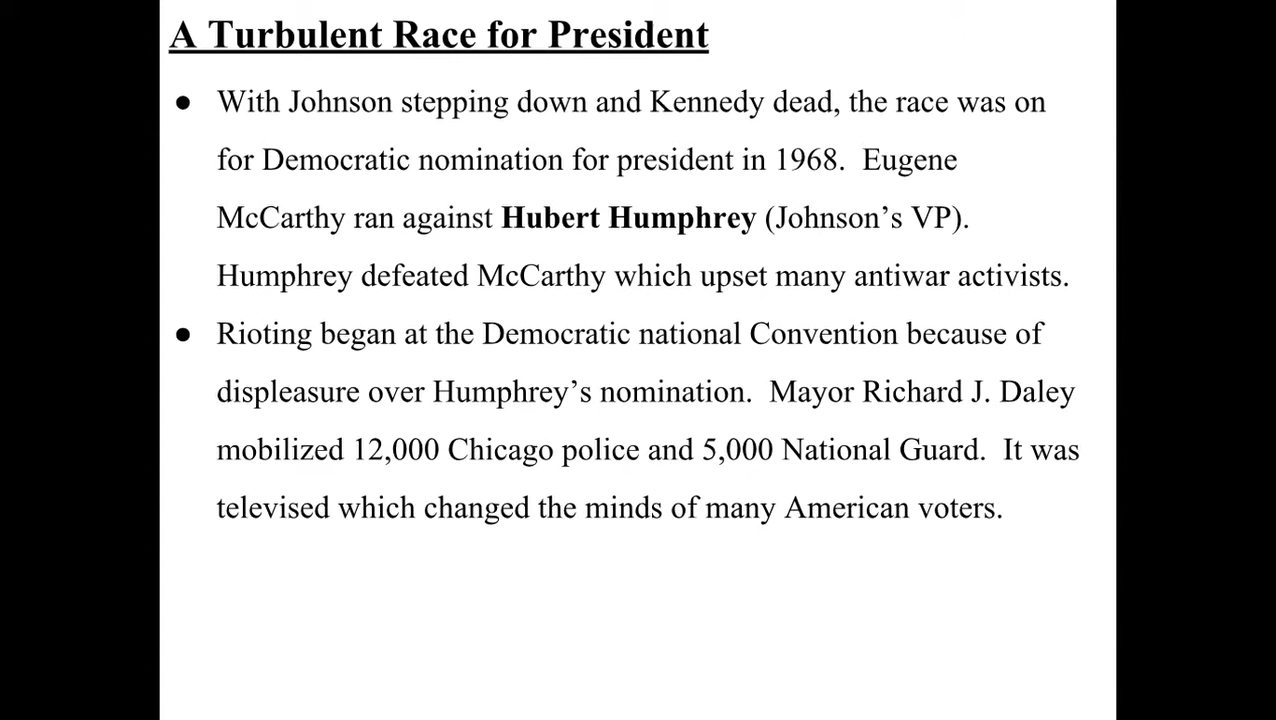 A Turbulent Race for President
● With Johnson stepping down and Kennedy dead, the race was on
for Democratic nomination for president in 1968.  Eugene
McCarthy ran against Hubert Humphrey (Johnson’s VP).
Humphrey defeated McCarthy which upset many antiwar activists.
● Rioting began at the Democratic national Convention because of
displeasure over Humphrey’s nomination.  Mayor Richard J. Daley
mobilized 12,000 Chicago police and 5,000 National Guard.  It was
televised which changed the minds of many American voters.